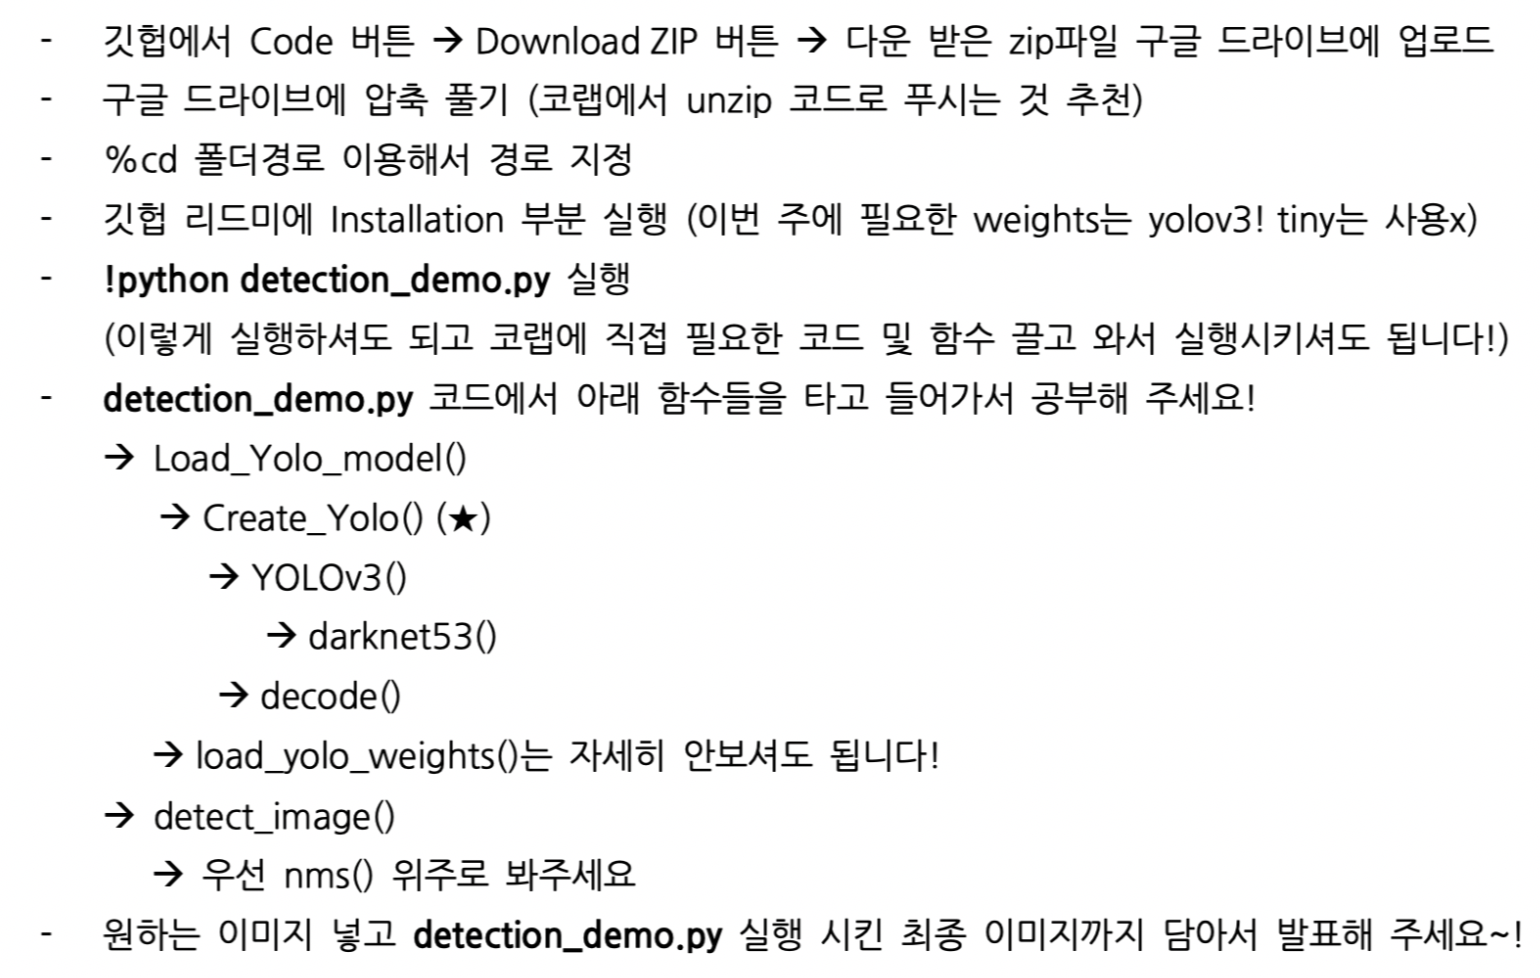 - 깃헙에서 Code 버튼 → Download ZIP 버튼 → 다운 받은 zip파일 구글 드라이브에 업로드
- 구글 드라이브에 압축 풀기 (코랩에서 unzip 코드로 푸시는 것 추천)
- %cd 폴더경로 이용해서 경로 지정
- 깃헙 리드미에 Installation 부분 실행 (이번 주에 필요한 weights는 yolov3! tiny는 사용x)
- !python detection_demo.py 실행
(이렇게 실행하셔도 되고 코랩에 직접 필요한 코드 및 함수 끌고 와서 실행시키셔도 됩니다!)
- detection_demo.py 코드에서 아래 함수들을 타고 들어가서 공부해 주세요!
→ Load_Yolo_model()
→ Create_Yolo() (★)
→ YOLOv3()
→ darknet53()
→ decode()
→ load_yolo_weights()는 자세히 안보셔도 됩니다!
→ detect_image()
→ 우선 nms() 위주로 봐주세요
- 원하는 이미지 넣고 detection_demo.py 실행 시킨 최종 이미지까지 담아서 발표해 주세요~!